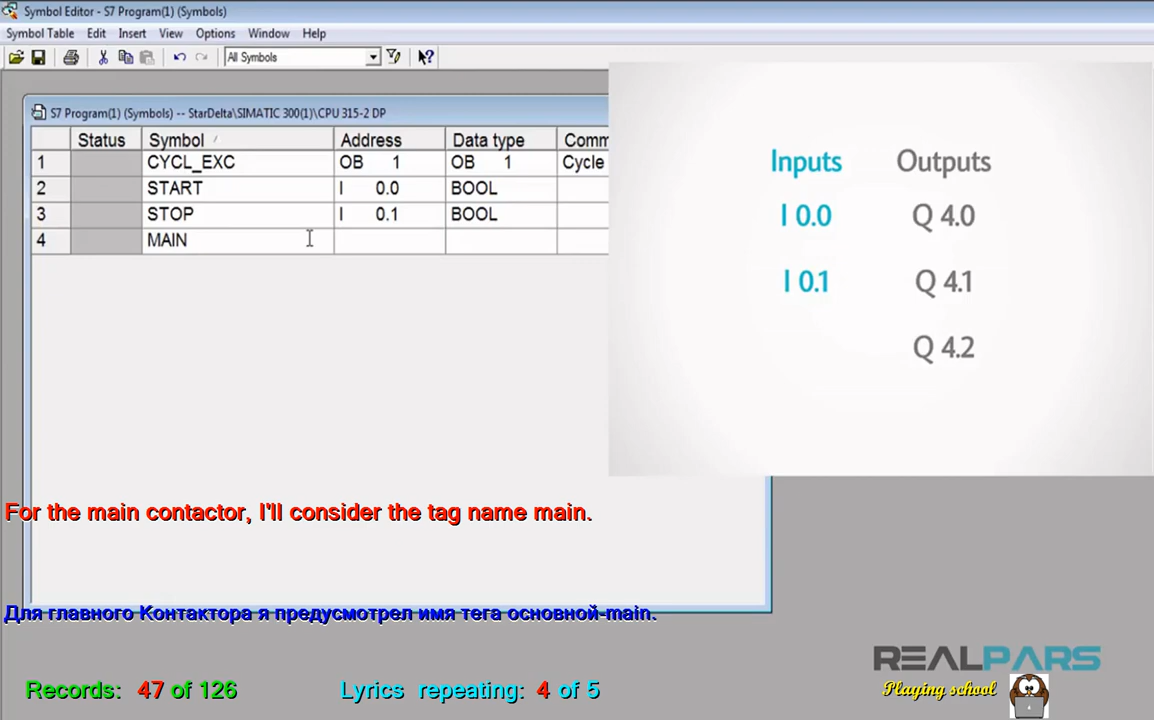 Symbol Editor - S7 Program(1) (Symbols)
Symbol Table Edit Insert View Options Window Help
All Symbols
S7 Program(1) (Symbols) -- StarDelta\SIMATIC 300(1)\CPU 315-2 DP
Status Symbol Address Data type Comm
1 CYCL_EXC OB 1 OB 1 Cycle
2 START I 0.0 BOOL
3 STOP I 0.1 BOOL
4 MAIN
Inputs Outputs
I 0.0 Q 4.0
I 0.1 Q 4.1
Q 4.2
For the main contactor, I'll consider the tag name main.
Для главного Контактора я предусмотрел имя тега основной-main.
REALPARS
Records: 47 of 126 Lyrics repeating: 4 of 5
Playing school